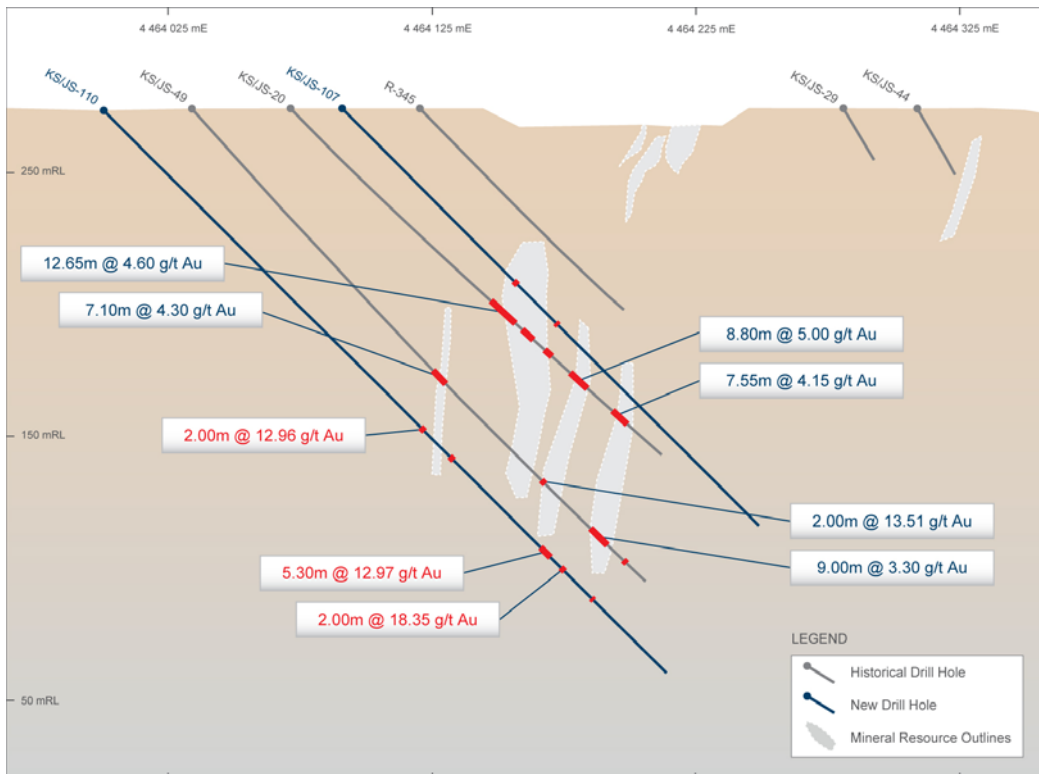 4 464 025 mE
4 464 125 mE
4 464 225 mE
4 464 325 mE
KS/JS-110
KS/JS-49
KS/JS-20
KS/JS-107
R-345
KS/JS-29
KS/JS-44
250 mRL
12.65m @ 4.60 g/t Au
7.10m @ 4.30 g/t Au
8.80m @ 5.00 g/t Au
7.55m @ 4.15 g/t Au
150 mRL
2.00m @ 12.96 g/t Au
2.00m @ 13.51 g/t Au
5.30m @ 12.97 g/t Au
9.00m @ 3.30 g/t Au
2.00m @ 18.35 g/t Au
50 mRL
LEGEND
Historical Drill Hole
New Drill Hole
Mineral Resource Outlines